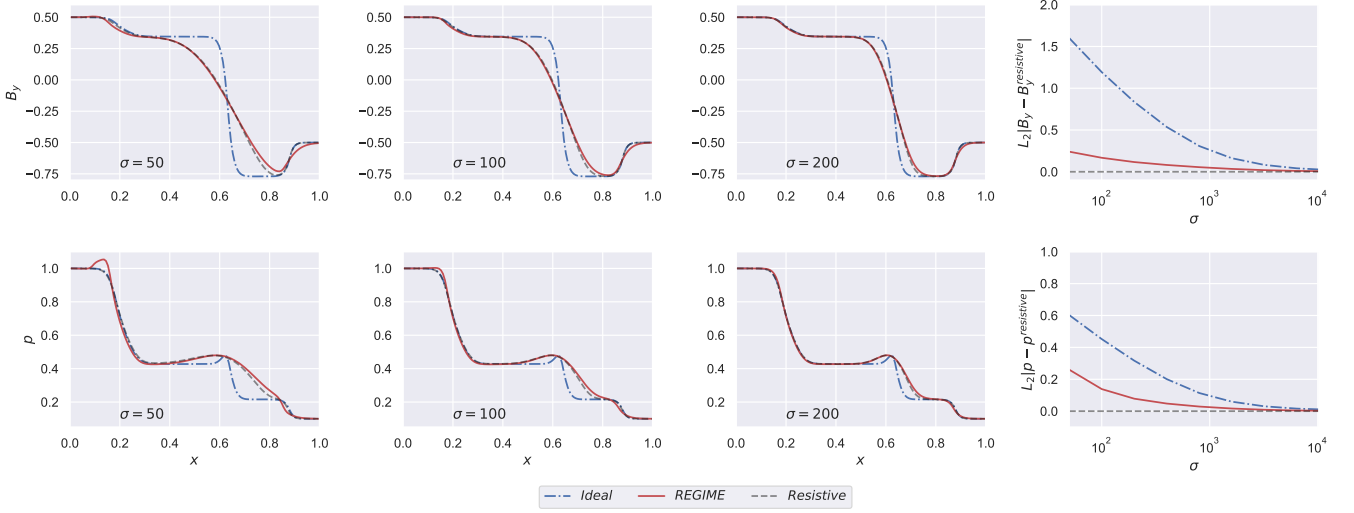 0.50
0.25
0.00
−0.25
−0.50
−0.75
B_y
σ = 50
0.0 0.2 0.4 0.6 0.8 1.0
0.50
0.25
0.00
−0.25
−0.50
−0.75
σ = 100
0.0 0.2 0.4 0.6 0.8 1.0
0.50
0.25
0.00
−0.25
−0.50
−0.75
σ = 200
0.0 0.2 0.4 0.6 0.8 1.0
2.0
1.5
1.0
0.5
0.0
L_2|B_y − B_y^{resistive}|
10^2 10^3 10^4
σ
1.0
0.8
0.6
0.4
0.2
p
σ = 50
0.0 0.2 0.4 0.6 0.8 1.0
x
1.0
0.8
0.6
0.4
0.2
σ = 100
0.0 0.2 0.4 0.6 0.8 1.0
x
1.0
0.8
0.6
0.4
0.2
σ = 200
0.0 0.2 0.4 0.6 0.8 1.0
x
1.0
0.8
0.6
0.4
0.2
0.0
L_2|p − p^{resistive}|
10^2 10^3 10^4
σ
Ideal REGIME Resistive